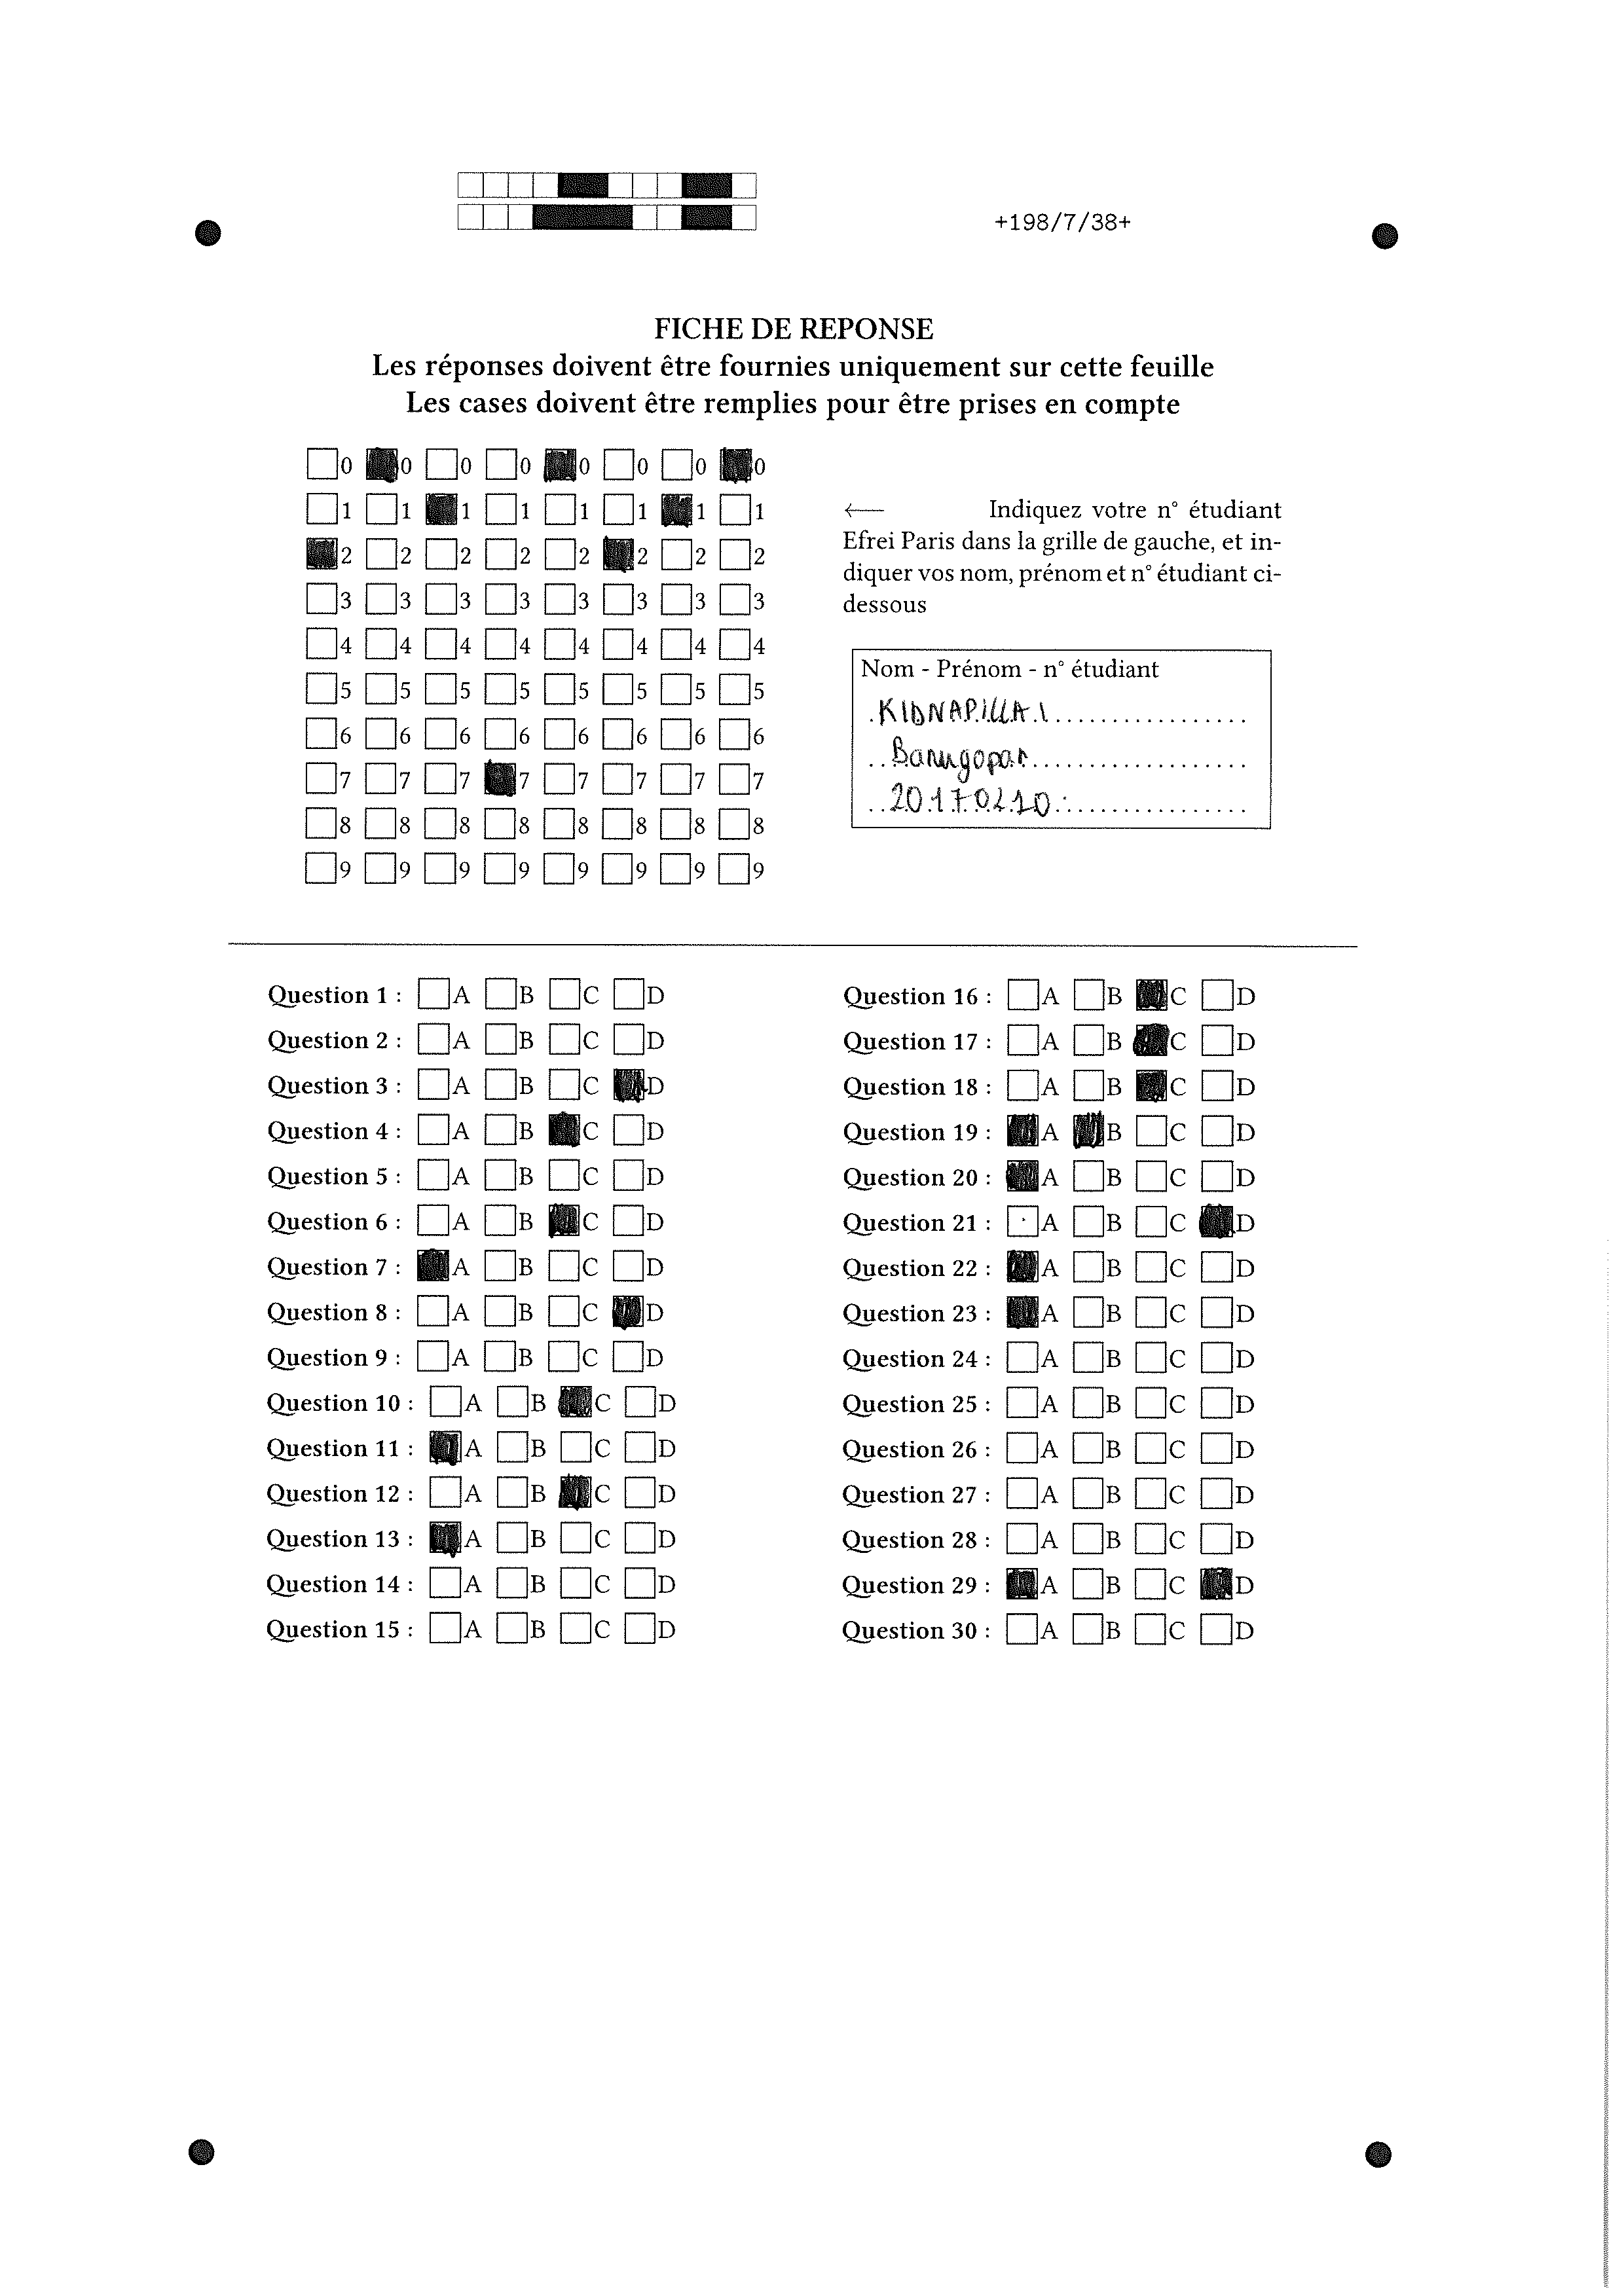 +198/7/38+
FICHE DE REPONSE
Les réponses doivent être fournies uniquement sur cette feuille
Les cases doivent être remplies pour être prises en compte
0 0 0 0 0 0 0 0
1 1 1 1 1 1 1 1
2 2 2 2 2 2 2 2
3 3 3 3 3 3 3 3
4 4 4 4 4 4 4 4
5 5 5 5 5 5 5 5
6 6 6 6 6 6 6 6
7 7 7 7 7 7 7 7
8 8 8 8 8 8 8 8
9 9 9 9 9 9 9 9
← Indiquez votre n° étudiant
Efrei Paris dans la grille de gauche, et in-
diquer vos nom, prénom et n° étudiant ci-
dessous
Nom - Prénom - n° étudiant
KIDNAPILLAI
20170210
Question 1 : A B C D
Question 2 : A B C D
Question 3 : A B C D
Question 4 : A B C D
Question 5 : A B C D
Question 6 : A B C D
Question 7 : A B C D
Question 8 : A B C D
Question 9 : A B C D
Question 10 : A B C D
Question 11 : A B C D
Question 12 : A B C D
Question 13 : A B C D
Question 14 : A B C D
Question 15 : A B C D
Question 16 : A B C D
Question 17 : A B C D
Question 18 : A B C D
Question 19 : A B C D
Question 20 : A B C D
Question 21 : A B C D
Question 22 : A B C D
Question 23 : A B C D
Question 24 : A B C D
Question 25 : A B C D
Question 26 : A B C D
Question 27 : A B C D
Question 28 : A B C D
Question 29 : A B C D
Question 30 : A B C D